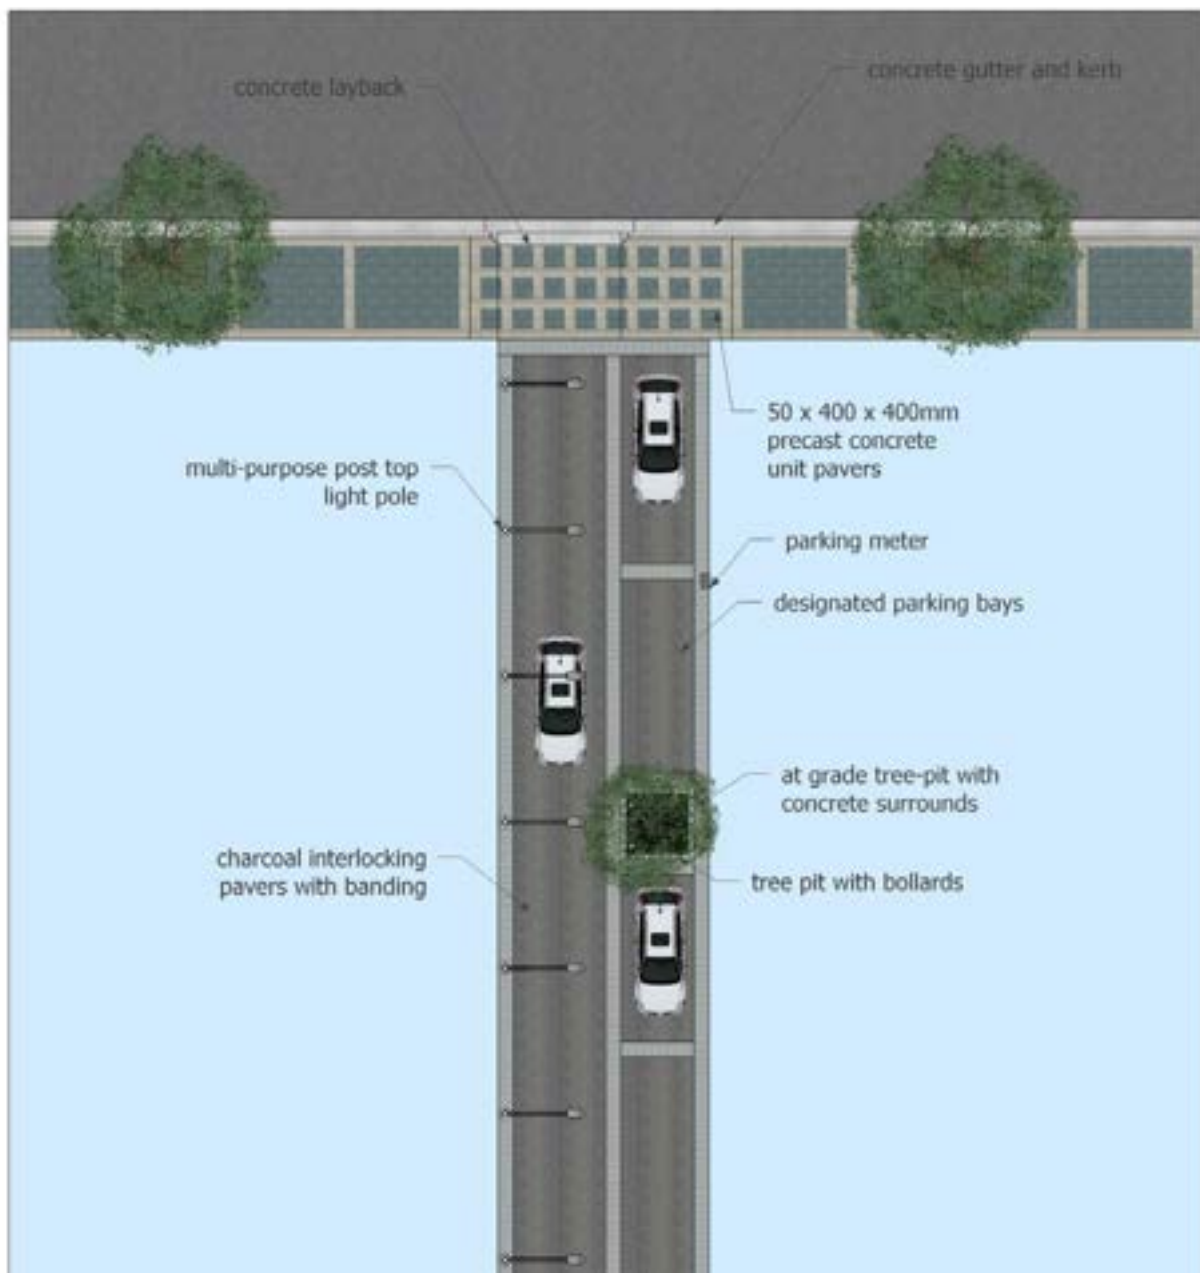 concrete layback
concrete gutter and kerb
50 x 400 x 400mm
precast concrete
unit pavers
multi-purpose post top
light pole
parking meter
designated parking bays
at grade tree-pit with
concrete surrounds
charcoal interlocking
pavers with banding
tree pit with bollards